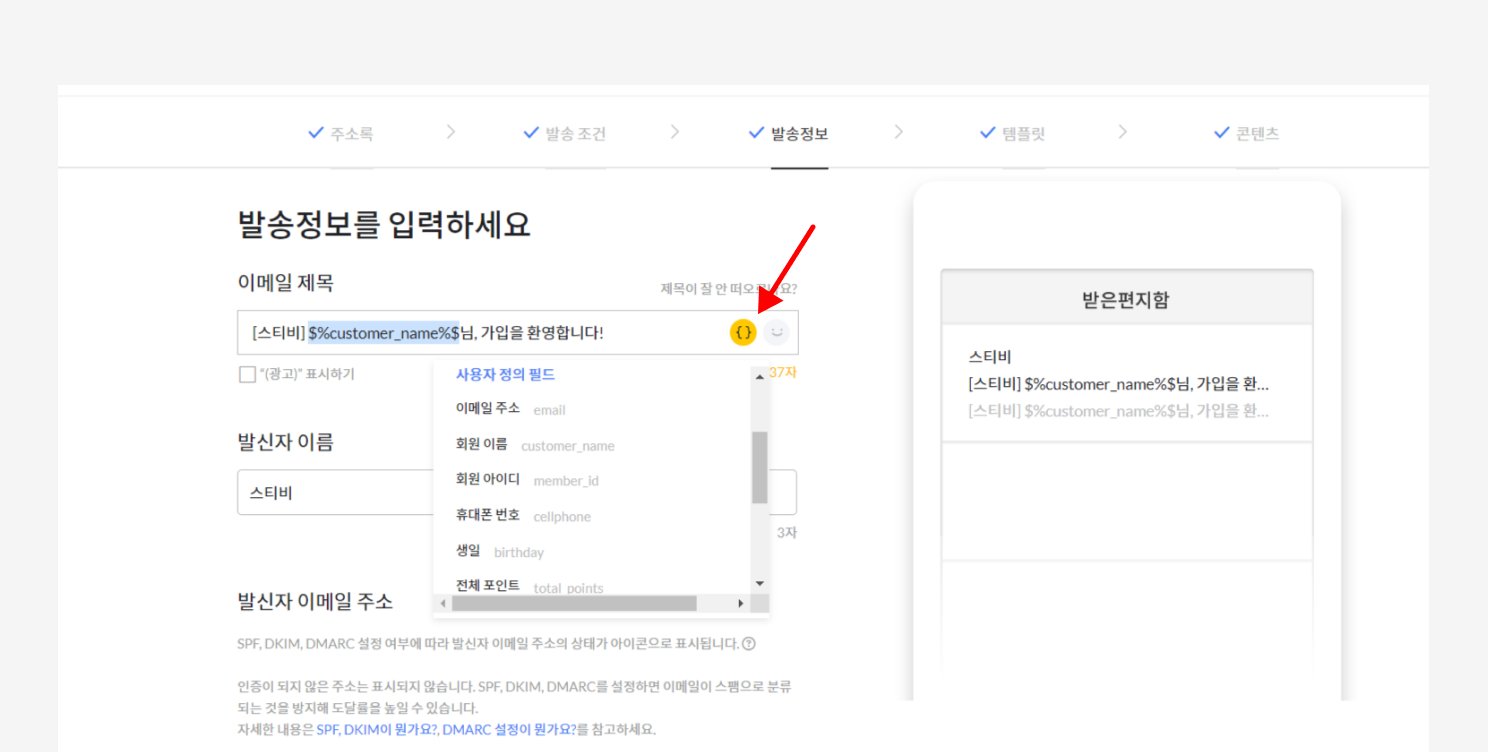 주소록
발송 조건
발송정보
템플릿
콘텐츠
발송정보를 입력하세요
이메일 제목
제목이 잘 안 떠오르나요?
[스티비] $%customer_name%$님, 가입을 환영합니다!
{}
"(광고)" 표시하기
37자
사용자 정의 필드
이메일 주소 email
회원 이름 customer_name
회원 아이디 member_id
휴대폰 번호 cellphone
생일 birthday
전체 포인트 total_points
발신자 이름
스티비
3자
발신자 이메일 주소
SPF, DKIM, DMARC 설정 여부에 따라 발신자 이메일 주소의 상태가 아이콘으로 표시됩니다. ?
인증이 되지 않은 주소는 표시되지 않습니다. SPF, DKIM, DMARC를 설정하면 이메일이 스팸으로 분류
되는 것을 방지해 도달률을 높일 수 있습니다.
자세한 내용은 SPF, DKIM이 뭔가요?, DMARC 설정이 뭔가요?를 참고하세요.
받은편지함
스티비
[스티비] $%customer_name%$님, 가입을 환...
[스티비] $%customer_name%$님, 가입을 환...